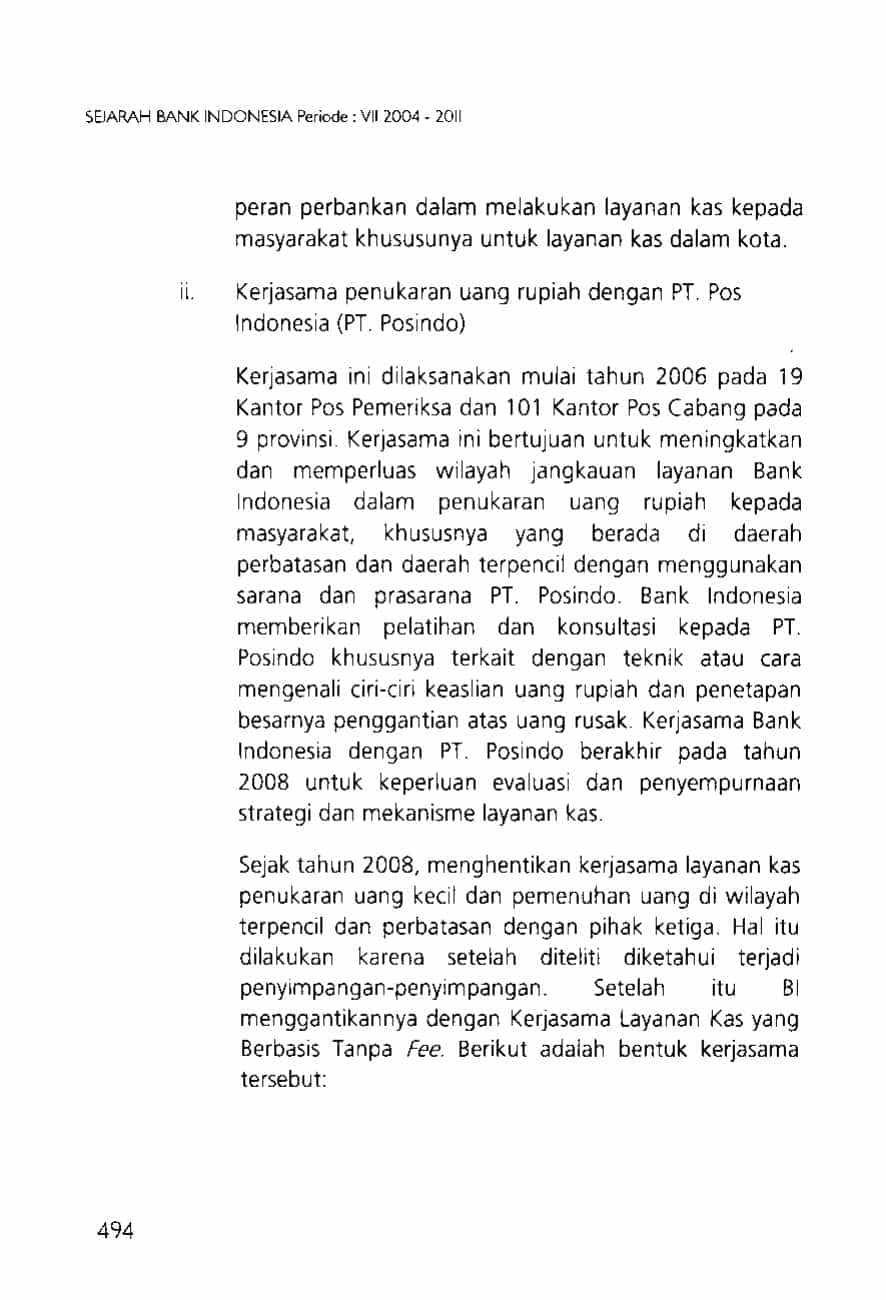 SEJARAH BANK INDONESIA Periode : VII 2004 - 2011
peran perbankan dalam melakukan layanan kas kepada
masyarakat khususunya untuk layanan kas dalam kota.
ii. Kerjasama penukaran uang rupiah dengan PT. Pos
Indonesia (PT. Posindo)
Kerjasama ini dilaksanakan mulai tahun 2006 pada 19
Kantor Pos Pemeriksa dan 101 Kantor Pos Cabang pada
9 provinsi. Kerjasama ini bertujuan untuk meningkatkan
dan memperluas wilayah jangkauan layanan Bank
Indonesia dalam penukaran uang rupiah kepada
masyarakat, khususnya yang berada di daerah
perbatasan dan daerah terpencil dengan menggunakan
sarana dan prasarana PT. Posindo. Bank Indonesia
memberikan pelatihan dan konsultasi kepada PT.
Posindo khususnya terkait dengan teknik atau cara
mengenali ciri-ciri keaslian uang rupiah dan penetapan
besarnya penggantian atas uang rusak. Kerjasama Bank
Indonesia dengan PT. Posindo berakhir pada tahun
2008 untuk keperluan evaluasi dan penyempurnaan
strategi dan mekanisme layanan kas.
Sejak tahun 2008, menghentikan kerjasama layanan kas
penukaran uang kecil dan pemenuhan uang di wilayah
terpencil dan perbatasan dengan pihak ketiga. Hal itu
dilakukan karena setelah diteliti diketahui terjadi
penyimpangan-penyimpangan. Setelah itu BI
menggantikannya dengan Kerjasama Layanan Kas yang
Berbasis Tanpa Fee. Berikut adalah bentuk kerjasama
tersebut:
494